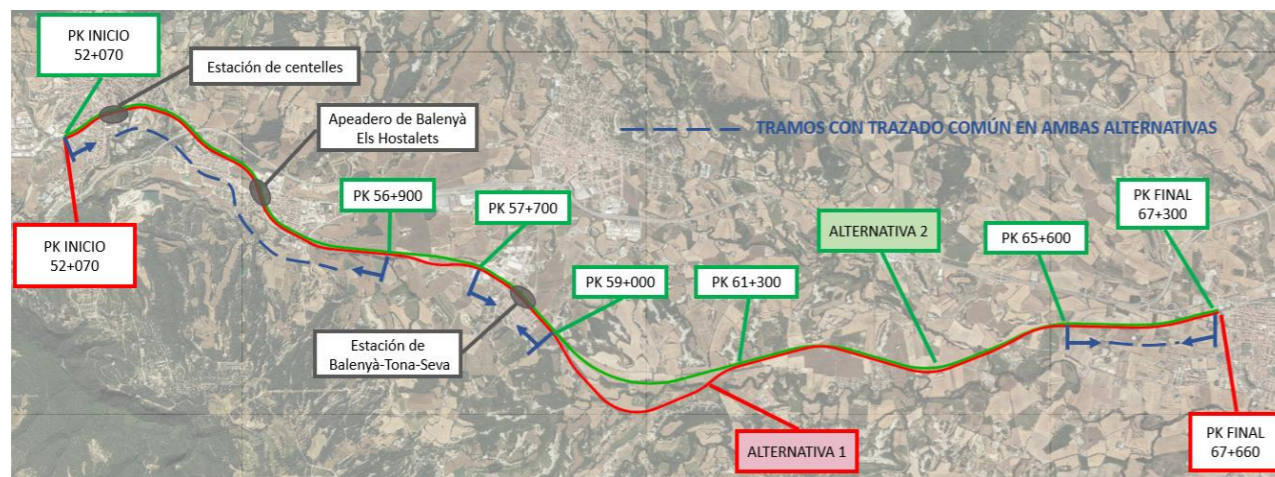 PK INICIO
52+070
Estación de centelles
Apeadero de Balenyà
Els Hostalets
TRAMOS CON TRAZADO COMÚN EN AMBAS ALTERNATIVAS
PK 56+900
PK 57+700
ALTERNATIVA 2
PK 65+600
PK FINAL
67+300
PK INICIO
52+070
PK 59+000
PK 61+300
Estación de
Balenyà-Tona-Seva
ALTERNATIVA 1
PK FINAL
67+660